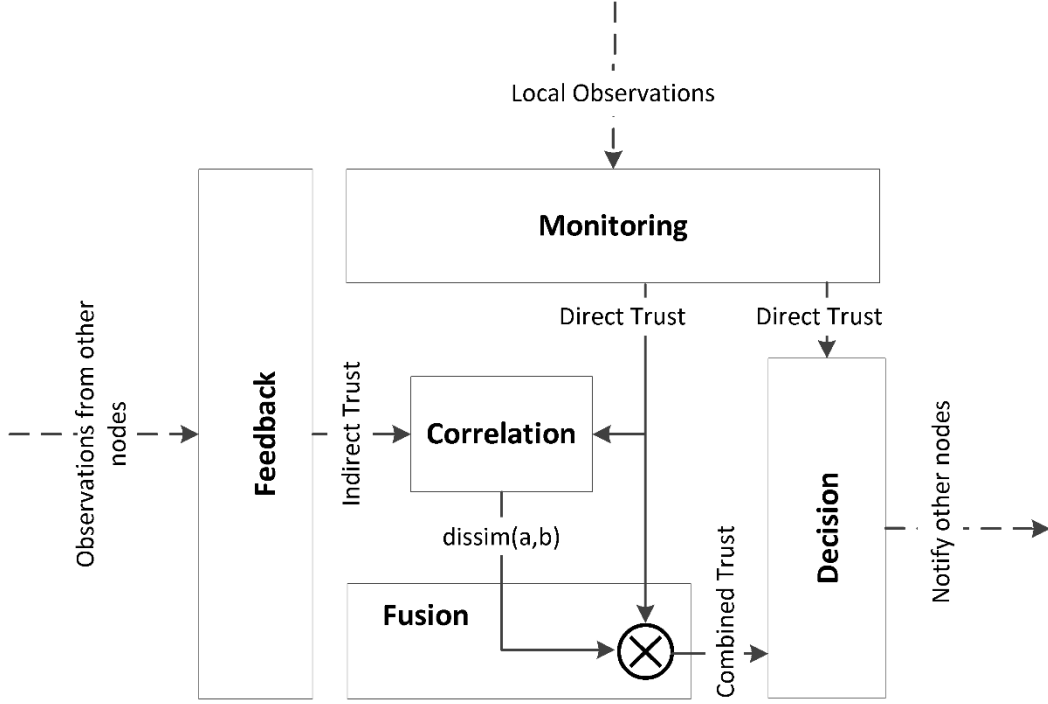 Local Observations
Monitoring
Direct Trust
Direct Trust
Observations from other
nodes
Feedback
Indirect Trust
Correlation
dissim(a,b)
Fusion
Combined Trust
Decision
Notify other nodes